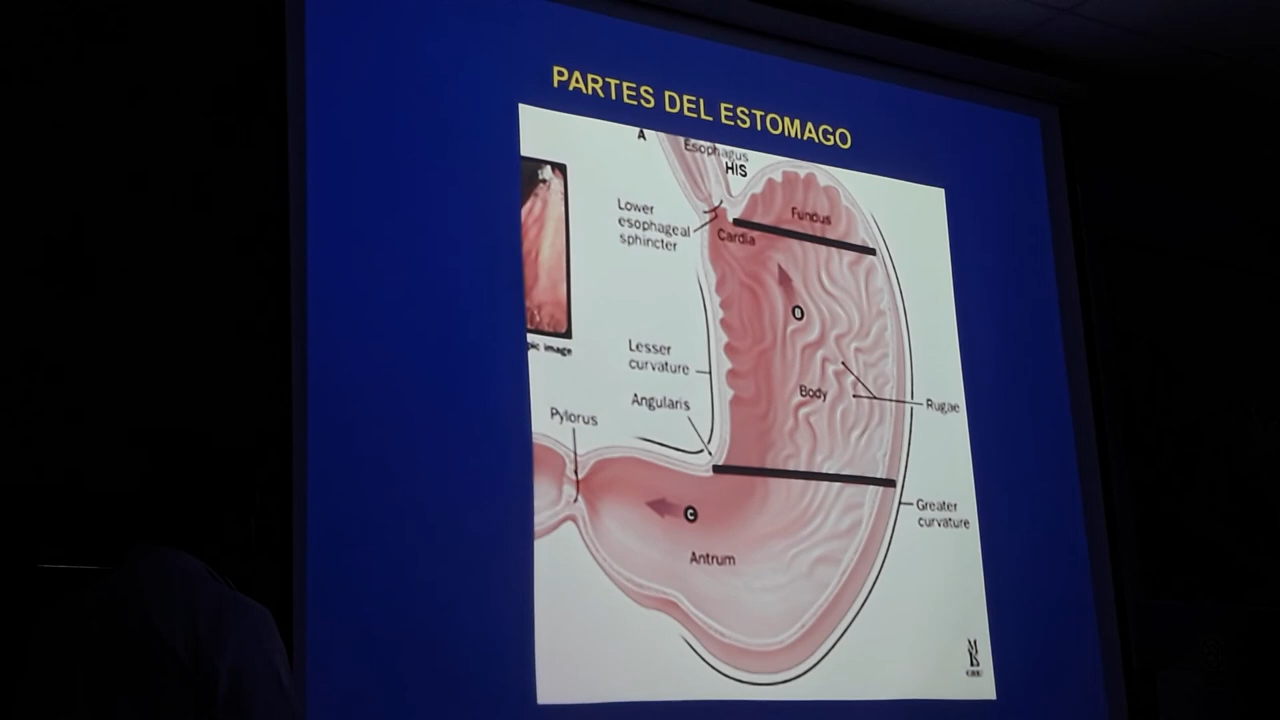 PARTES DEL ESTOMAGO
A
Esophagus
HIS
Lower
esophageal
sphincter
Fundus
Cardia
B
pic image
Lesser
curvature
Body
Angularis
Rugae
Pylorus
Greater
curvature
C
Antrum